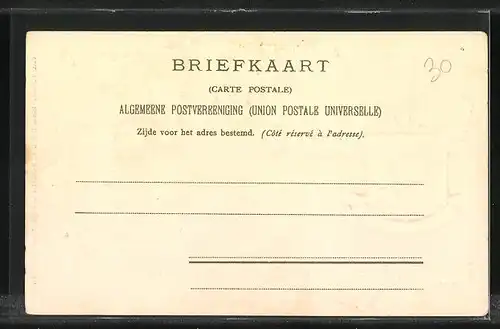 30
BRIEFKAART
(CARTE POSTALE)
ALGEMEENE POSTVEREENIGING (UNION POSTALE UNIVERSELLE)
Zijde voor het adres bestemd. (Côté réservé à l'adresse).